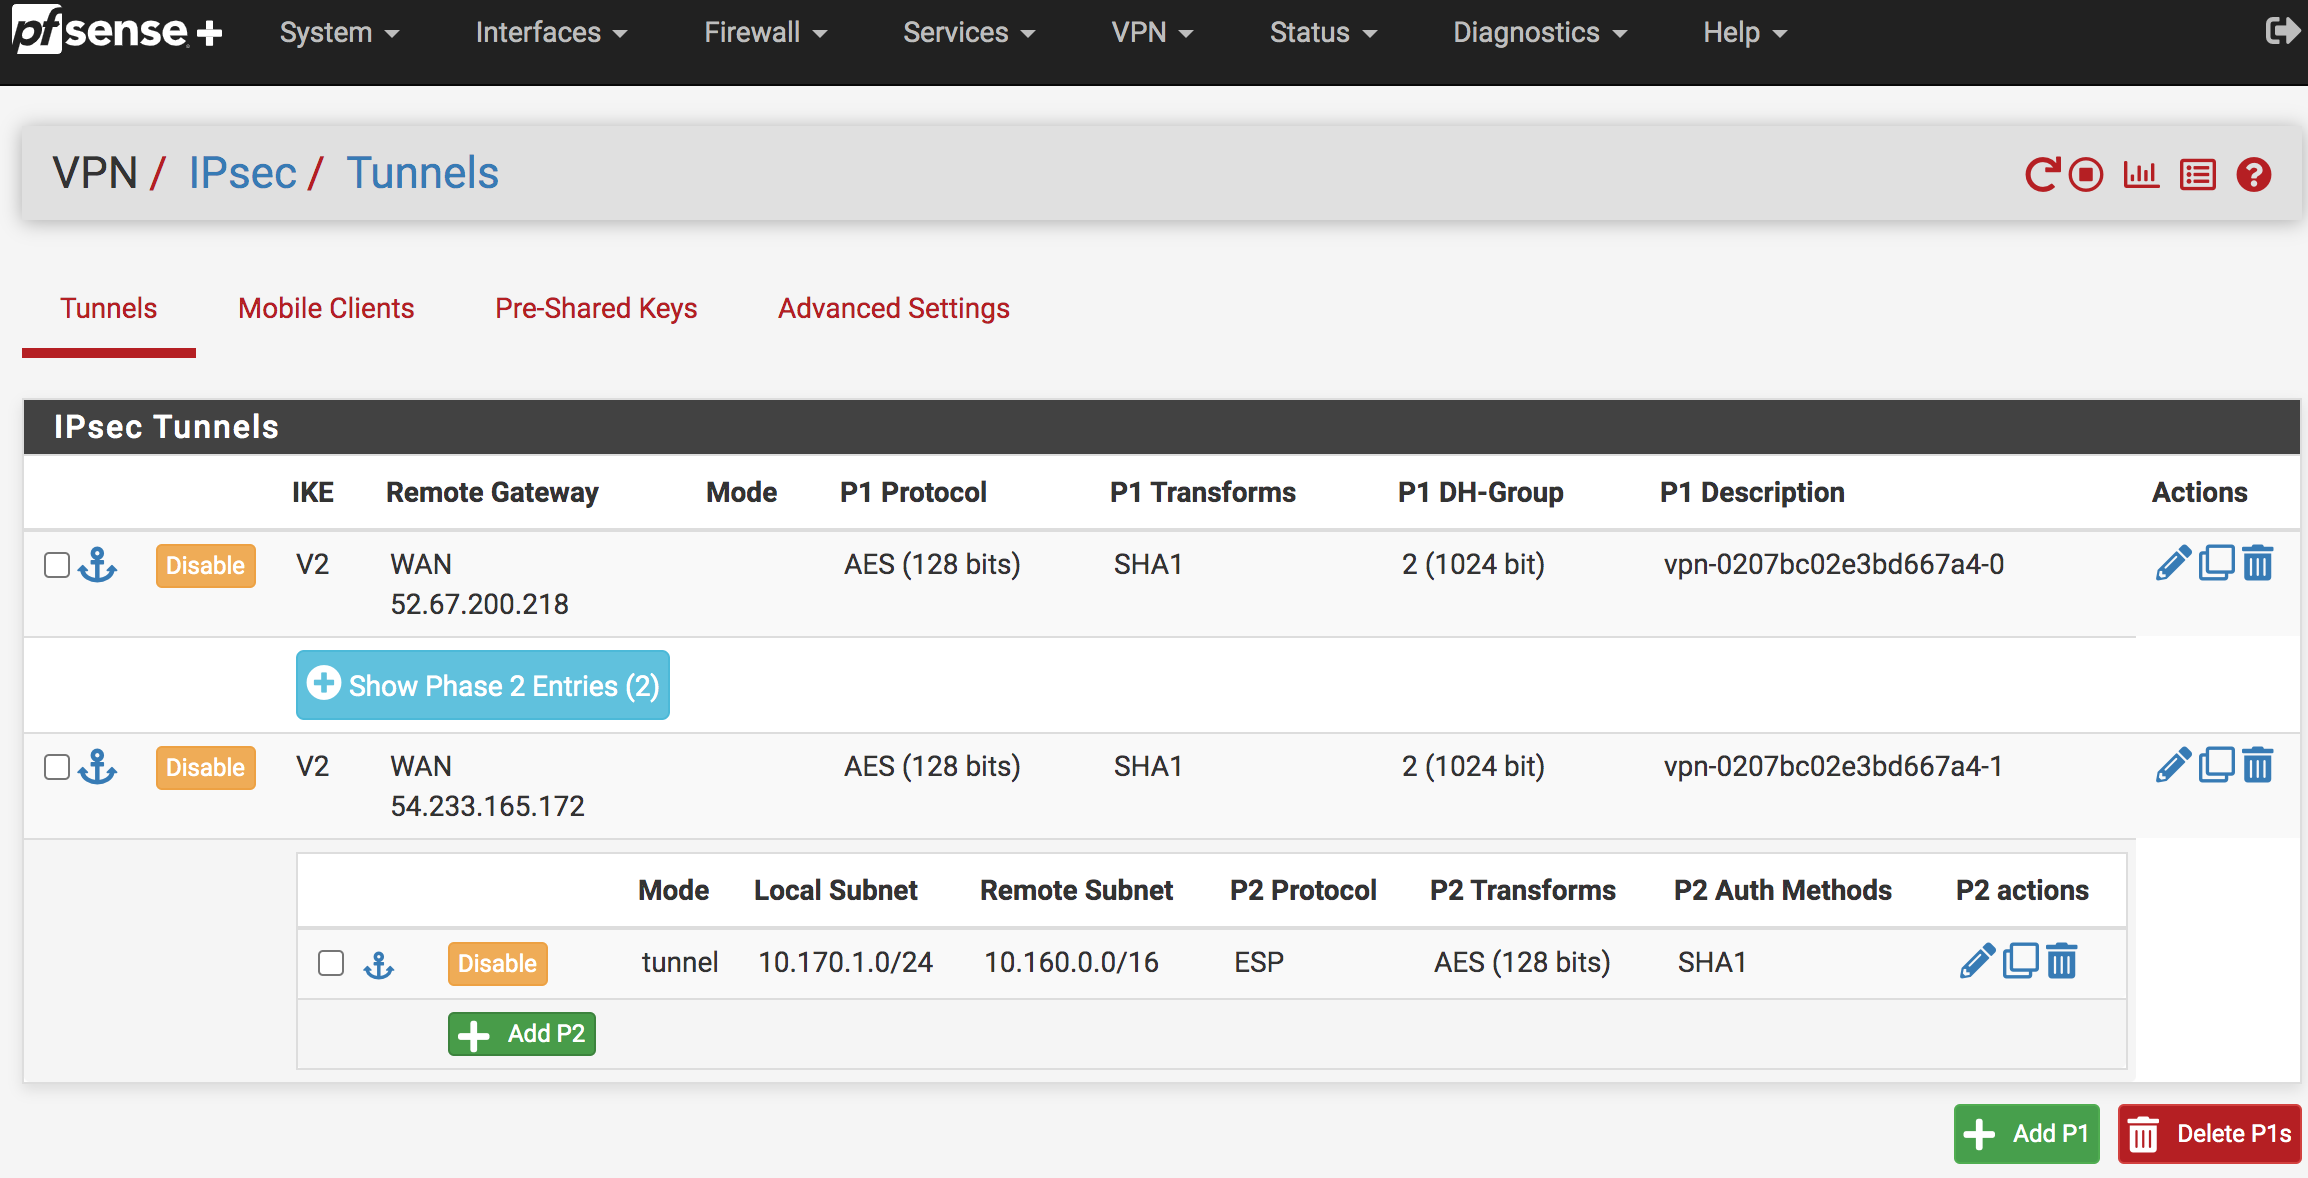 pfsense+ System Interfaces Firewall Services VPN Status Diagnostics Help
VPN / IPsec / Tunnels
Tunnels Mobile Clients Pre-Shared Keys Advanced Settings
IPsec Tunnels
IKE Remote Gateway Mode P1 Protocol P1 Transforms P1 DH-Group P1 Description Actions
Disable V2 WAN AES (128 bits) SHA1 2 (1024 bit) vpn-0207bc02e3bd667a4-0
52.67.200.218
Show Phase 2 Entries (2)
Disable V2 WAN AES (128 bits) SHA1 2 (1024 bit) vpn-0207bc02e3bd667a4-1
54.233.165.172
Mode Local Subnet Remote Subnet P2 Protocol P2 Transforms P2 Auth Methods P2 actions
Disable tunnel 10.170.1.0/24 10.160.0.0/16 ESP AES (128 bits) SHA1
Add P2
Add P1 Delete P1s